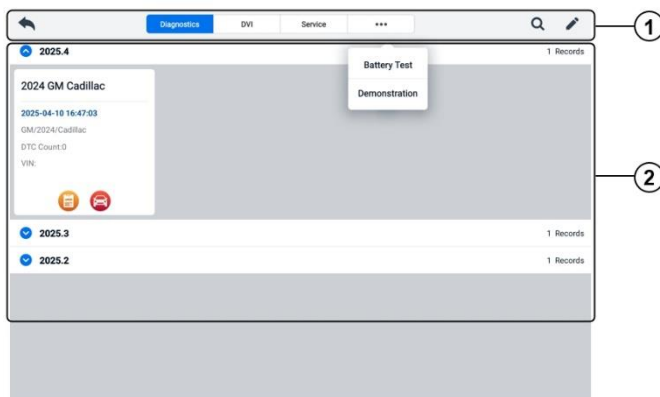 Diagnostics DVI Service •••
1
2025.4 1 Records
Battery Test
Demonstration
2024 GM Cadillac
2025-04-10 16:47:03
GM/2024/Cadillac
DTC Count:0
VIN:
2
2025.3 1 Records
2025.2 1 Records